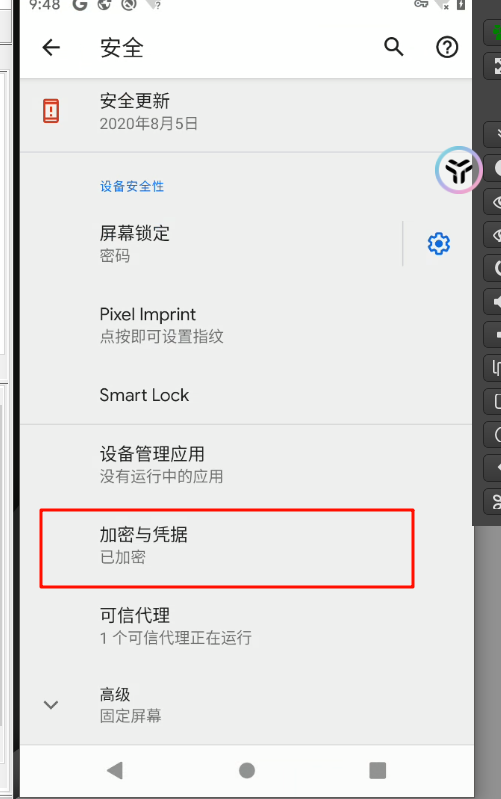 9:48
安全
安全更新
2020年8月5日
设备安全性
屏幕锁定
密码
Pixel Imprint
点按即可设置指纹
Smart Lock
设备管理应用
没有运行中的应用
加密与凭据
已加密
可信代理
1 个可信代理正在运行
高级
固定屏幕